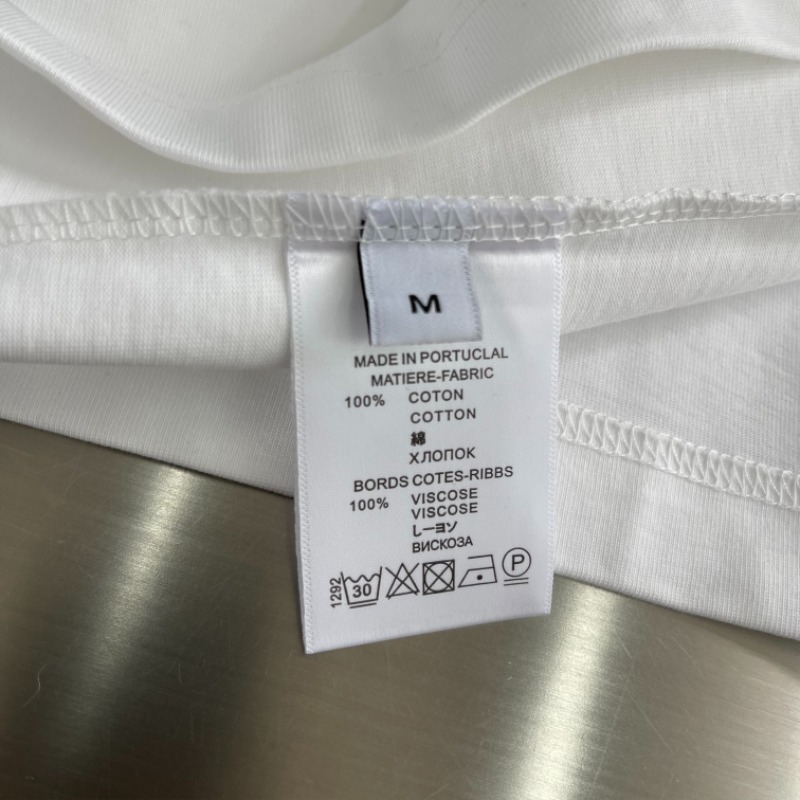 M
MADE IN PORTUCLAL
MATIERE-FABRIC
100% COTON
COTTON
綿
ХЛОПОК
BORDS COTES-RIBBS
100% VISCOSE
VISCOSE
レーヨソ
ВИСКОЗА
1292 30 P